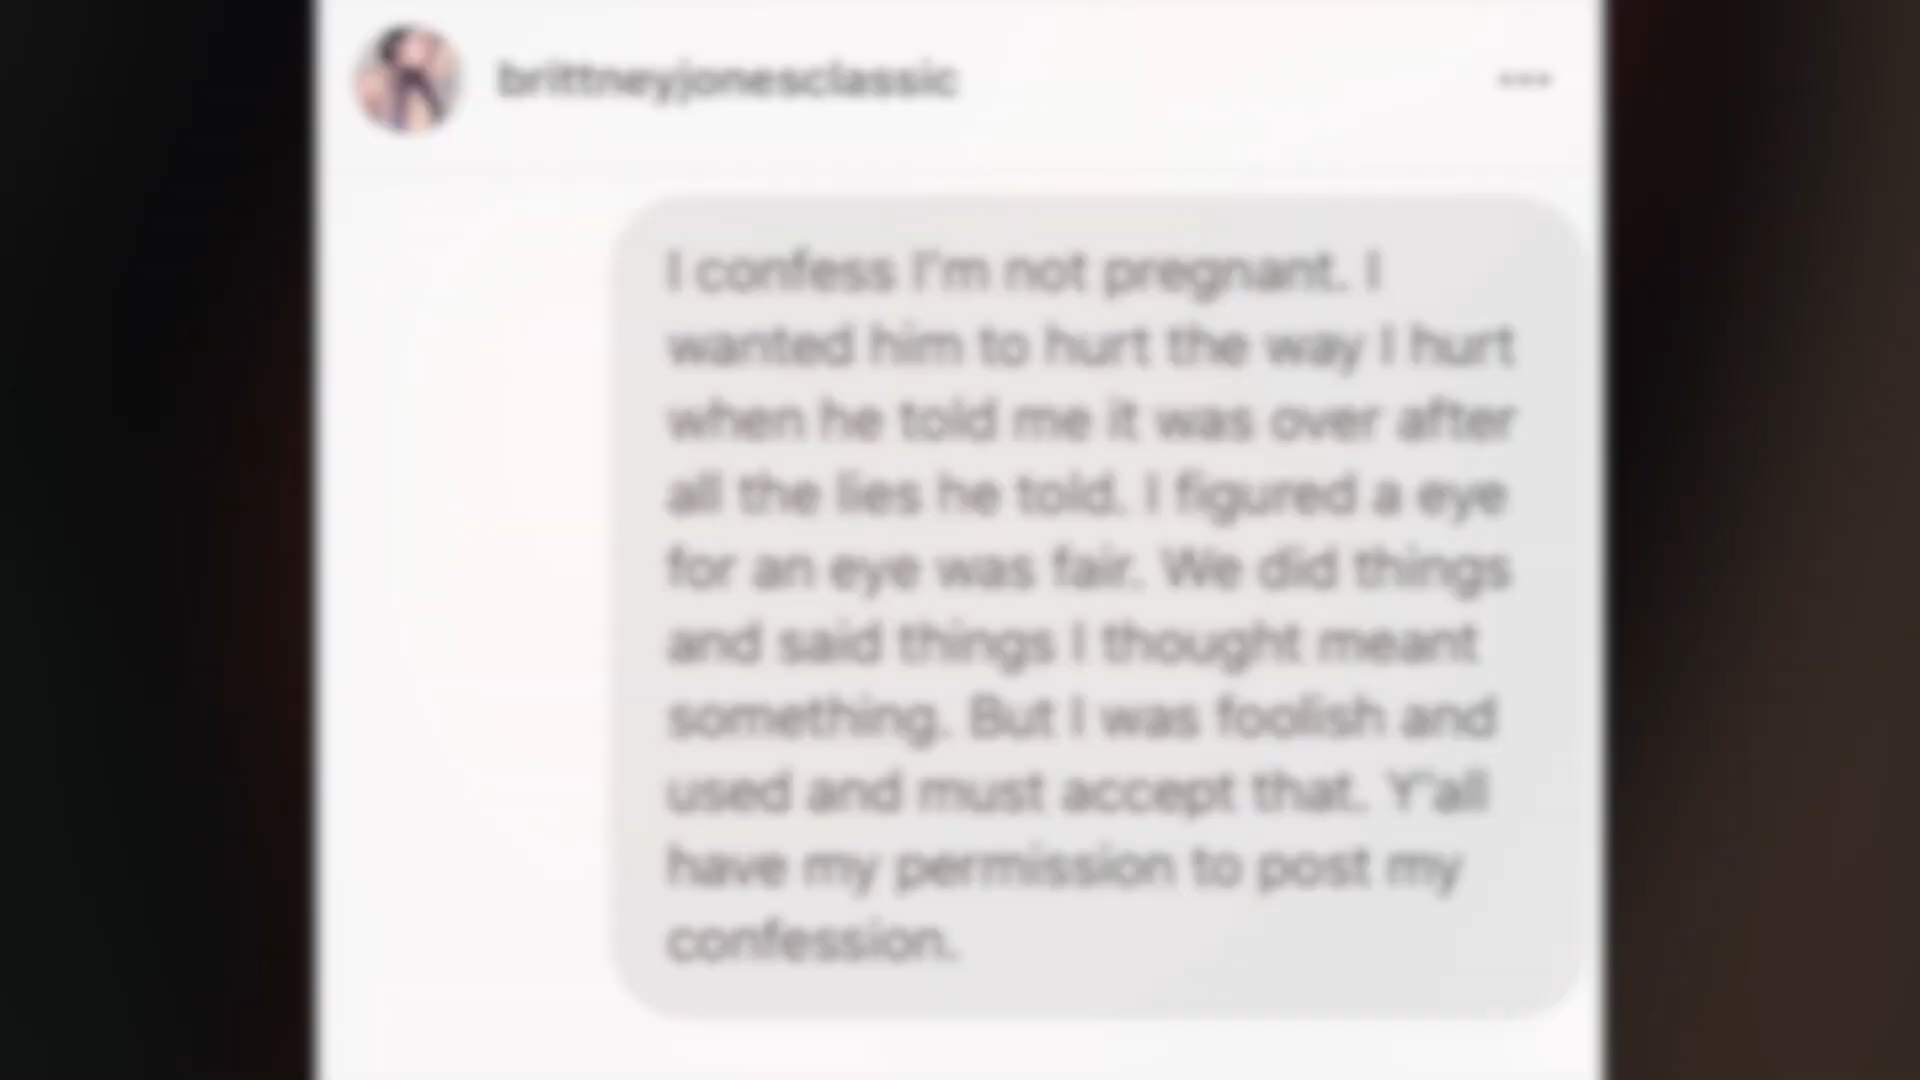 brittneyjonesclassic
I confess I'm not pregnant. I
wanted him to hurt the way I hurt
when he told me it was over after
all the lies he told. I figured a eye
for an eye was fair. We did things
and said things I thought meant
something. But I was foolish and
used and must accept that. Y'all
have my permission to post my
confession.